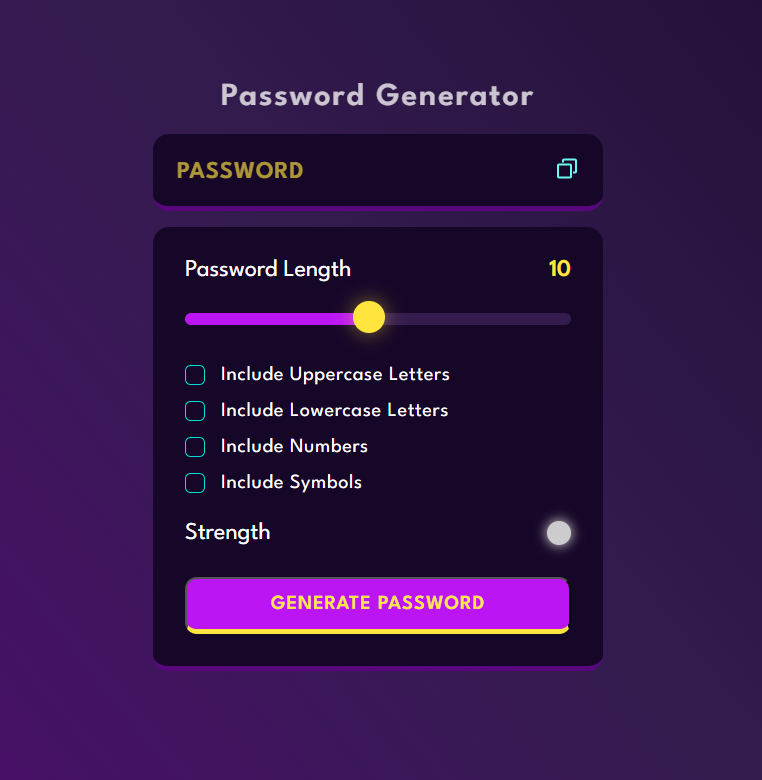 Password Generator
PASSWORD
Password Length 10
Include Uppercase Letters
Include Lowercase Letters
Include Numbers
Include Symbols
Strength
GENERATE PASSWORD